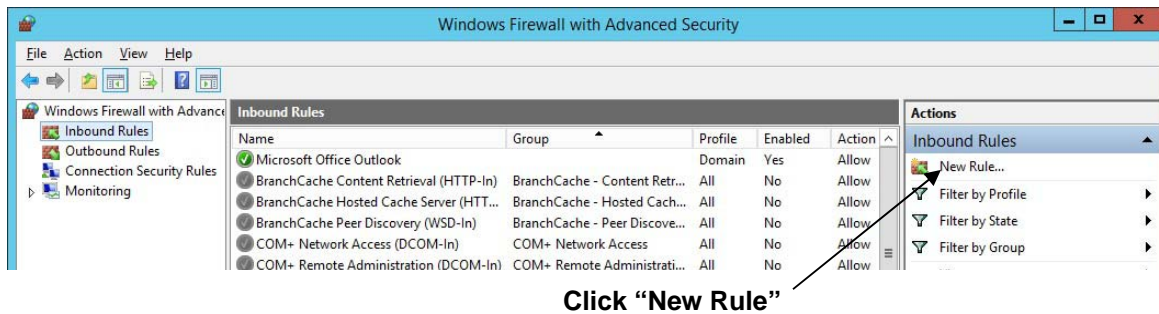 Windows Firewall with Advanced Security
File Action View Help
Windows Firewall with Advance
Inbound Rules
Outbound Rules
Connection Security Rules
Monitoring
Inbound Rules
Name Group Profile Enabled Action
Microsoft Office Outlook Domain Yes Allow
BranchCache Content Retrieval (HTTP-In) BranchCache - Content Retr... All No Allow
BranchCache Hosted Cache Server (HTT... BranchCache - Hosted Cach... All No Allow
BranchCache Peer Discovery (WSD-In) BranchCache - Peer Discove... All No Allow
COM+ Network Access (DCOM-In) COM+ Network Access All No Allow
COM+ Remote Administration (DCOM-In) COM+ Remote Administrati... All No Allow
Actions
Inbound Rules
New Rule...
Filter by Profile
Filter by State
Filter by Group
Click “New Rule”